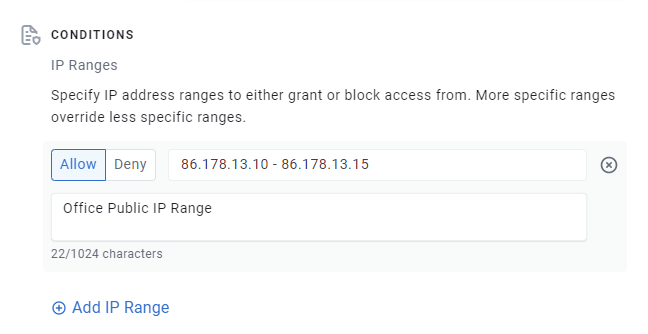 CONDITIONS
IP Ranges
Specify IP address ranges to either grant or block access from. More specific ranges
override less specific ranges.
Allow Deny 86.178.13.10 - 86.178.13.15
Office Public IP Range
22/1024 characters
Add IP Range